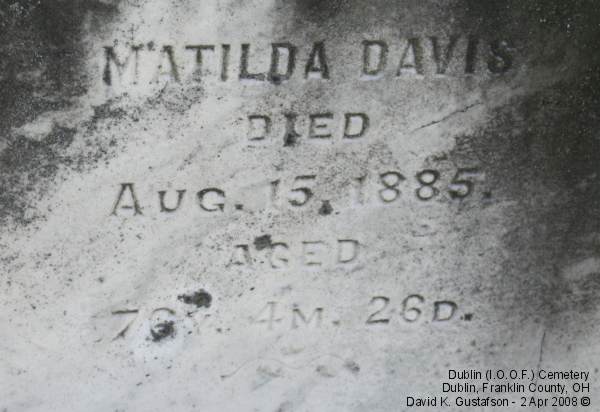 MATILDA DAVIS
DIED
AUG. 15, 1885.
AGED
4M. 26D.
Dublin (I.O.O.F.) Cemetery
Dublin, Franklin County, OH
David K. Gustafson - 2 Apr 2008 ©